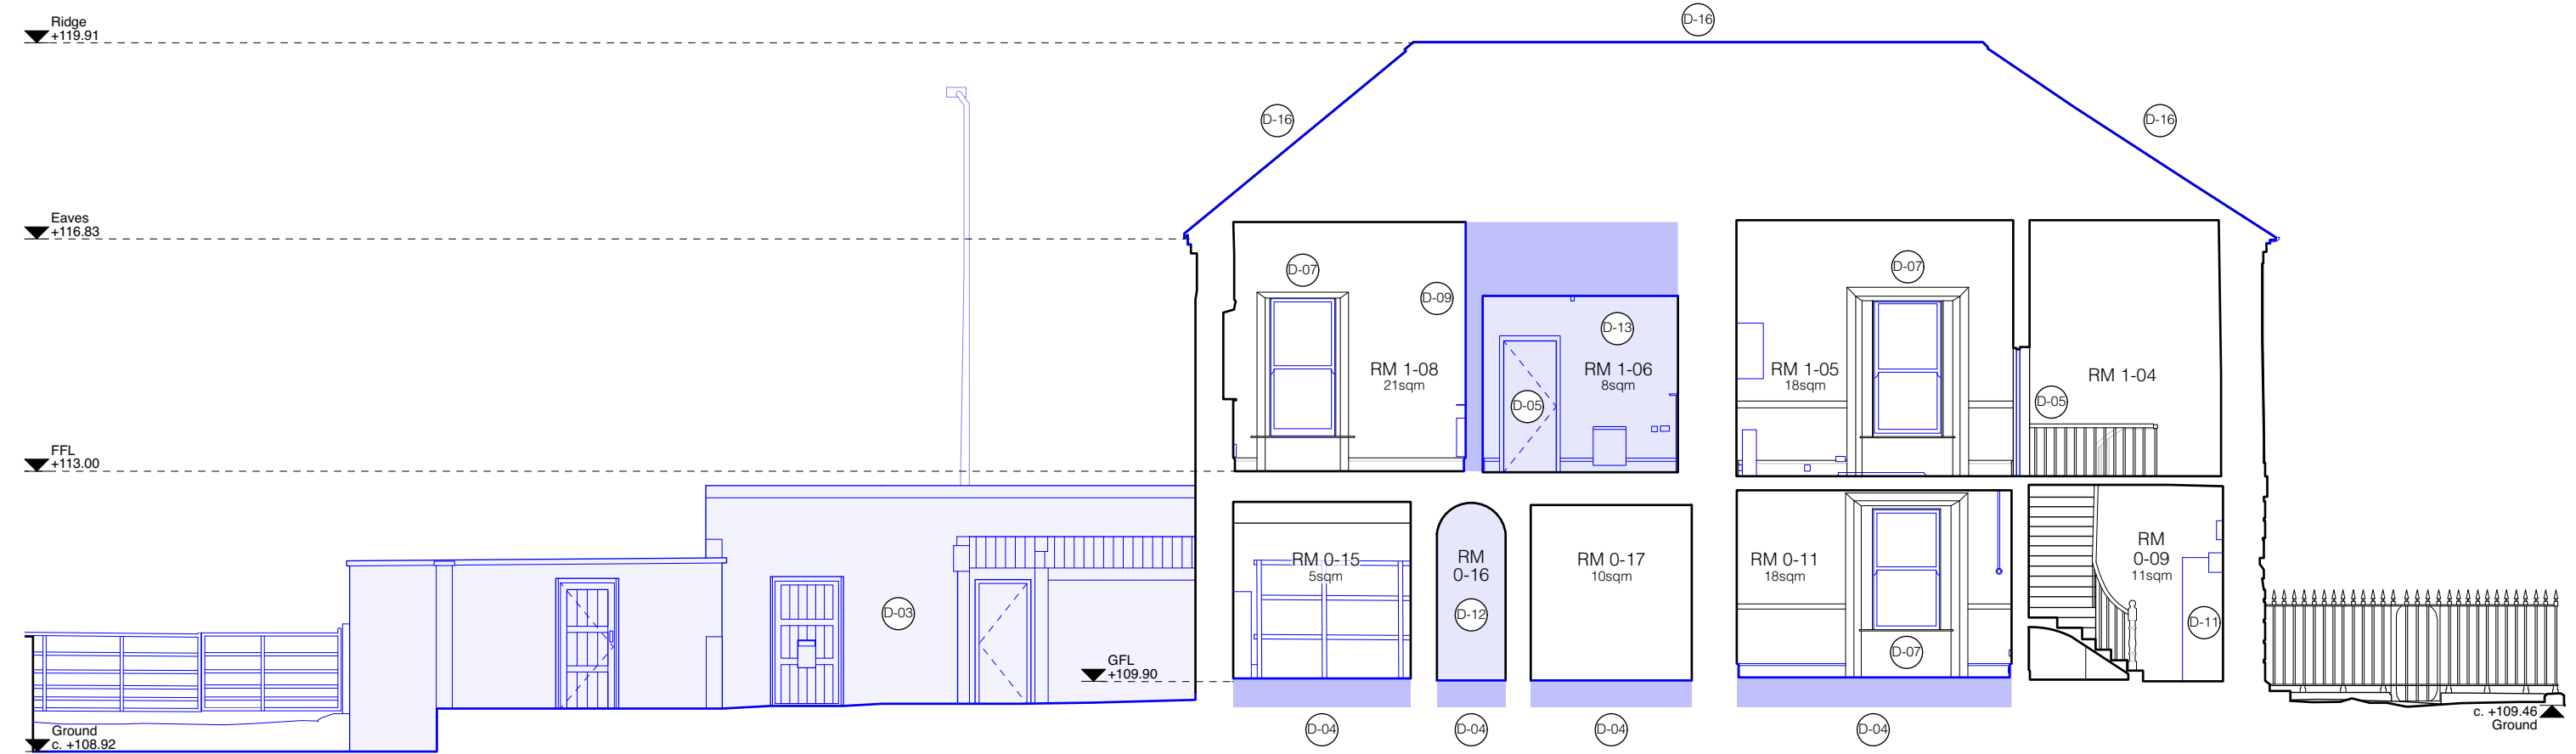 D-16
Ridge
+119.91
D-16
D-16
Eaves
+116.83
D-07
D-07
D-09
D-13
RM 1-08
21sqm
RM 1-06
8sqm
RM 1-05
18sqm
RM 1-04
D-05
D-05
FFL
+113.00
RM 0-15
5sqm
RM
0-16
RM 0-17
10sqm
RM 0-11
18sqm
RM
0-09
11sqm
D-03
D-12
D-11
D-07
GFL
+109.90
Ground
c. +108.92
D-04
D-04
D-04
D-04
c. +109.46
Ground